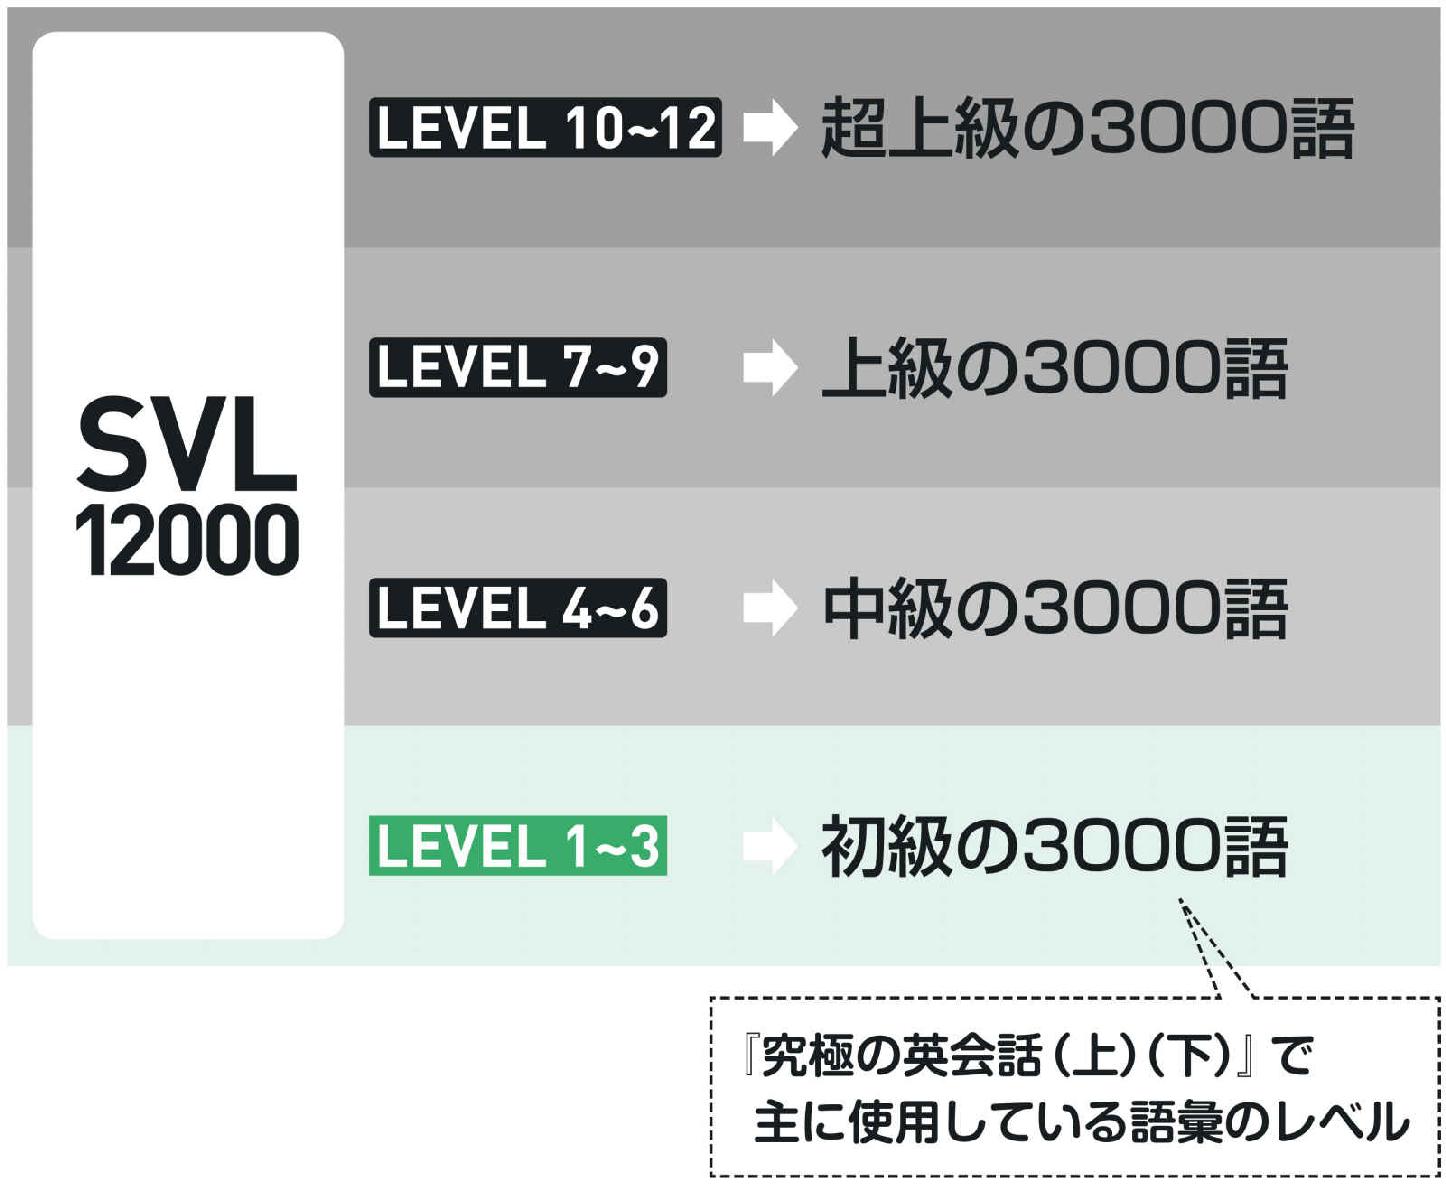 SVL
12000
LEVEL 10~12 超上級の3000語
LEVEL 7~9 上級の3000語
LEVEL 4~6 中級の3000語
LEVEL 1~3 初級の3000語
『究極の英会話(上)(下)』で
主に使用している語彙のレベル